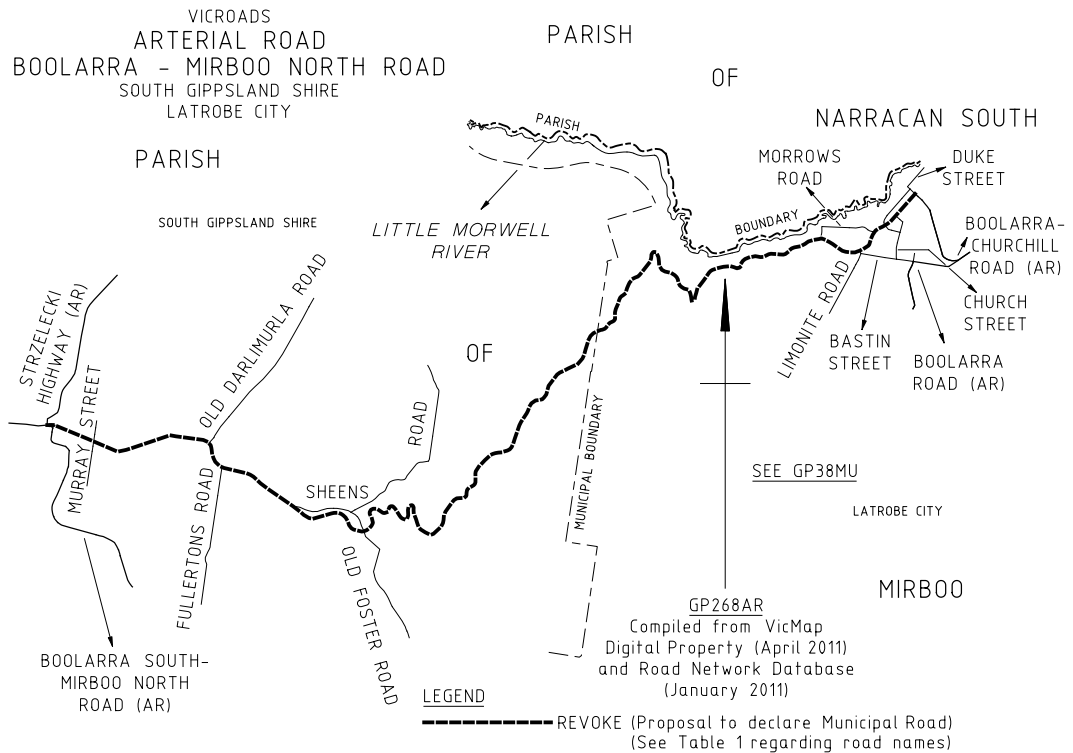 VICROADS
ARTERIAL ROAD
BOOLARRA - MIRBOO NORTH ROAD
SOUTH GIPPSLAND SHIRE
LATROBE CITY
PARISH
OF
NARRACAN SOUTH
PARISH
SOUTH GIPPSLAND SHIRE
OF
MIRBOO
LATROBE CITY
PARISH
BOUNDARY
LITTLE MORWELL
RIVER
MORROWS
ROAD
DUKE
STREET
BOOLARRA-
CHURCHILL
ROAD (AR)
CHURCH
STREET
BOOLARRA
ROAD (AR)
BASTIN
STREET
LIMONITE ROAD
STRZELECKI
HIGHWAY (AR)
MURRAY STREET
OLD DARLIMURLA ROAD
FULLERTONS ROAD
SHEENS
ROAD
OLD FOSTER ROAD
MUNICIPAL BOUNDARY
SEE GP38MU
BOOLARRA SOUTH-
MIRBOO NORTH
ROAD (AR)
GP268AR
Compiled from VicMap
Digital Property (April 2011)
and Road Network Database
(January 2011)
LEGEND
REVOKE (Proposal to declare Municipal Road)
(See Table 1 regarding road names)